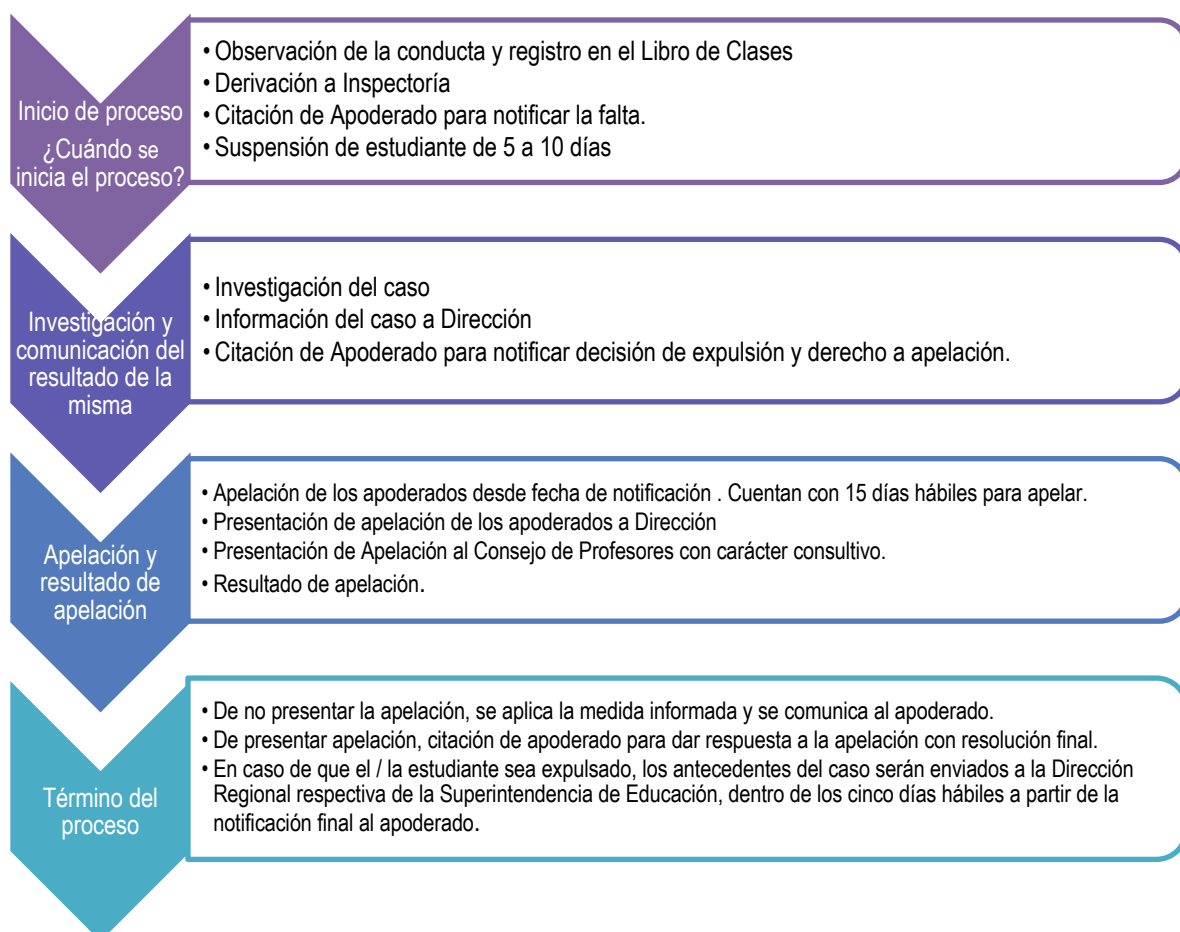 Inicio de proceso
¿Cuándo se
inicia el proceso?
• Observación de la conducta y registro en el Libro de Clases
• Derivación a Inspectoría
• Citación de Apoderado para notificar la falta.
• Suspensión de estudiante de 5 a 10 días
Investigación y
comunicación del
resultado de la
misma
• Investigación del caso
• Información del caso a Dirección
• Citación de Apoderado para notificar decisión de expulsión y derecho a apelación.
Apelación y
resultado de
apelación
• Apelación de los apoderados desde fecha de notificación . Cuentan con 15 días hábiles para apelar.
• Presentación de apelación de los apoderados a Dirección
• Presentación de Apelación al Consejo de Profesores con carácter consultivo.
• Resultado de apelación.
Término del
proceso
• De no presentar la apelación, se aplica la medida informada y se comunica al apoderado.
• De presentar apelación, citación de apoderado para dar respuesta a la apelación con resolución final.
• En caso de que el / la estudiante sea expulsado, los antecedentes del caso serán enviados a la Dirección
Regional respectiva de la Superintendencia de Educación, dentro de los cinco días hábiles a partir de la
notificación final al apoderado.